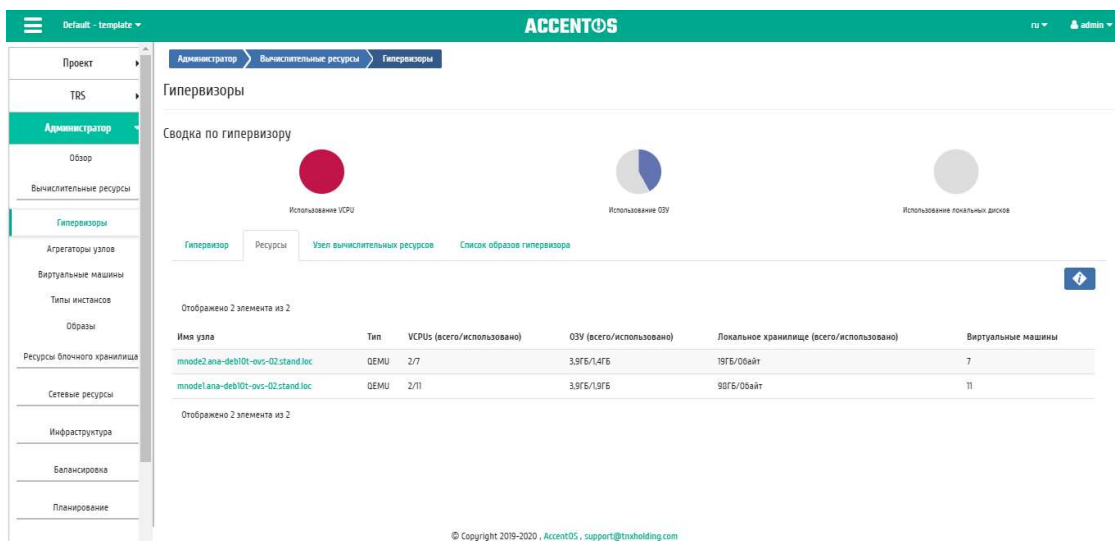 Default - template
ACCENTOS
ru
admin
Проект
TRS
Администратор
Обзор
Вычислительные ресурсы
Гипервизоры
Агрегаторы узлов
Виртуальные машины
Типы инстансов
Образы
Ресурсы блочного хранилища
Сетевые ресурсы
Инфраструктура
Балансировка
Планирование
Администратор Вычислительные ресурсы Гипервизоры
Гипервизоры
Сводка по гипервизору
Использование VCPU
Использование ОЗУ
Использование локальных дисков
Гипервизор Ресурсы Узел вычислительных ресурсов Список образов гипервизора
Отображено 2 элемента из 2
Имя узла Тип VCPUs (всего/использовано) ОЗУ (всего/использовано) Локальное хранилище (всего/использовано) Виртуальные машины
mnode2.ana-deb10t-ovs-02.stand.loc QEMU 2/7 3,9ГБ/1,4ГБ 19ГБ/0байт 7
mnode1.ana-deb10t-ovs-02.stand.loc QEMU 2/11 3,9ГБ/1,9ГБ 98ГБ/0байт 11
Отображено 2 элемента из 2
© Copyright 2019-2020 , AccentOS , support@tnxholding.com